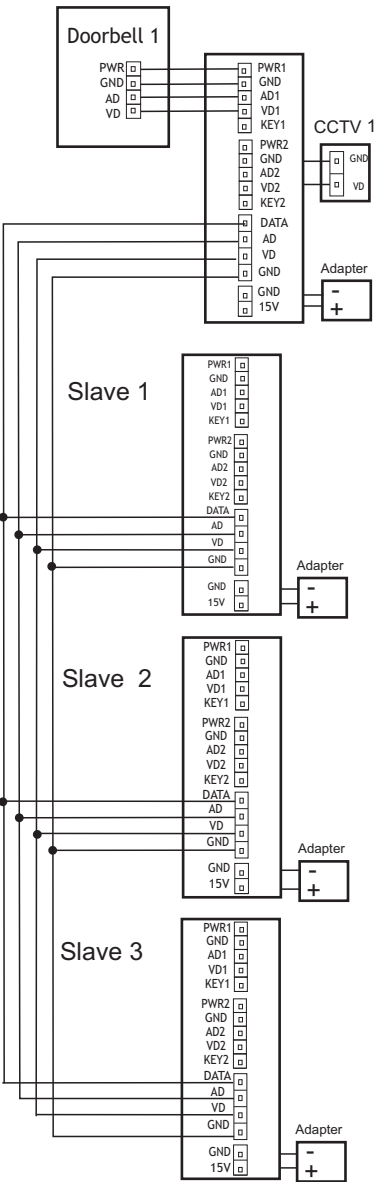 Doorbell 1
PWR
GND
AD
VD
PWR1
GND
AD1
VD1
KEY1
PWR2
GND
AD2
VD2
KEY2
DATA
AD
VD
GND
GND
15V
CCTV 1
GND
VD
Adapter
-
+
Slave 1
PWR1
GND
AD1
VD1
KEY1
PWR2
GND
AD2
VD2
KEY2
DATA
AD
VD
GND
GND
15V
Adapter
-
+
Slave 2
PWR1
GND
AD1
VD1
KEY1
PWR2
GND
AD2
VD2
KEY2
DATA
AD
VD
GND
GND
15V
Adapter
-
+
Slave 3
PWR1
GND
AD1
VD1
KEY1
PWR2
GND
AD2
VD2
KEY2
DATA
AD
VD
GND
GND
15V
Adapter
-
+